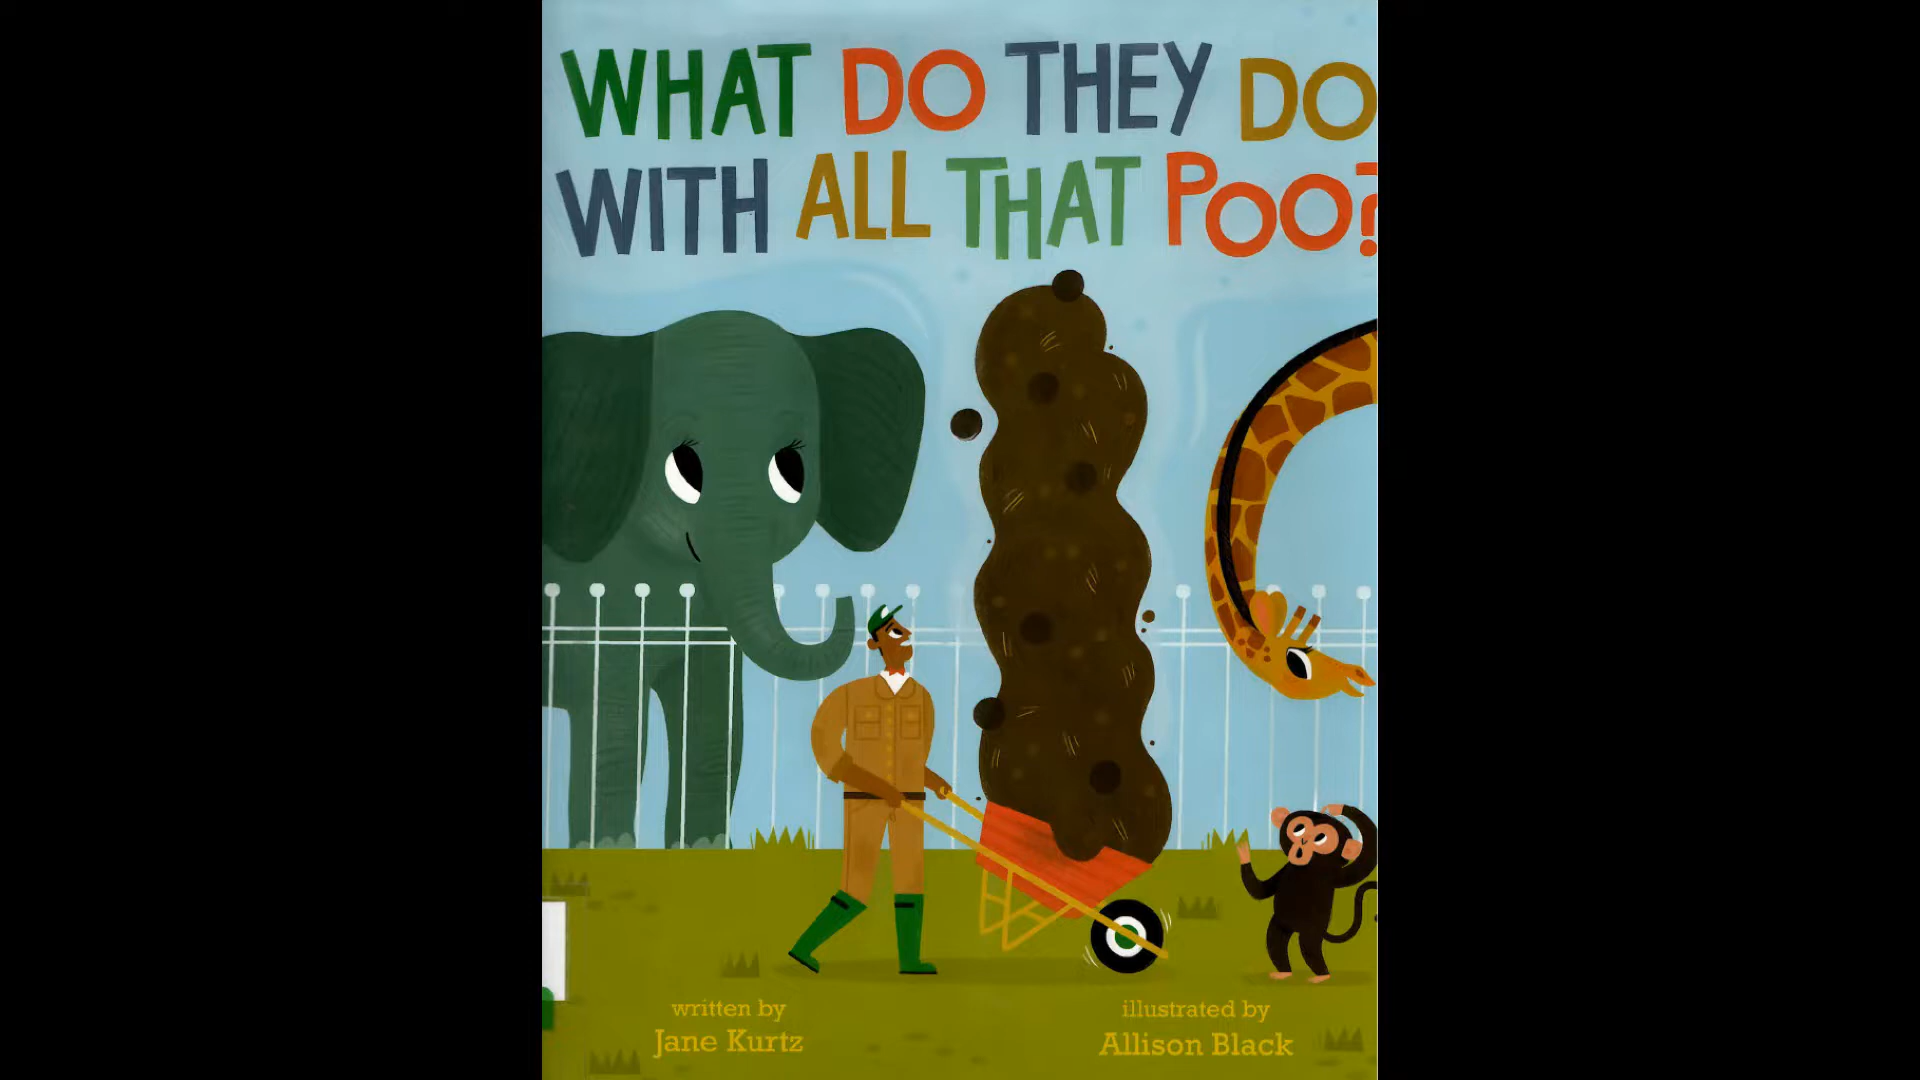 WHAT DO THEY DO
WITH ALL THAT POO?
written by
Jane Kurtz
illustrated by
Allison Black